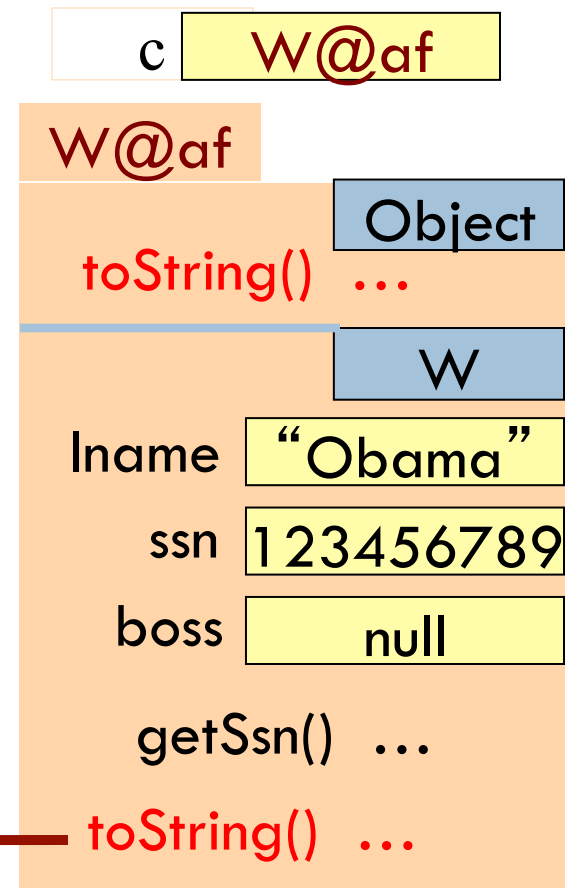 c W@af
W@af
Object
toString() …
W
lname “Obama”
ssn 123456789
boss null
getSsn() …
toString() …